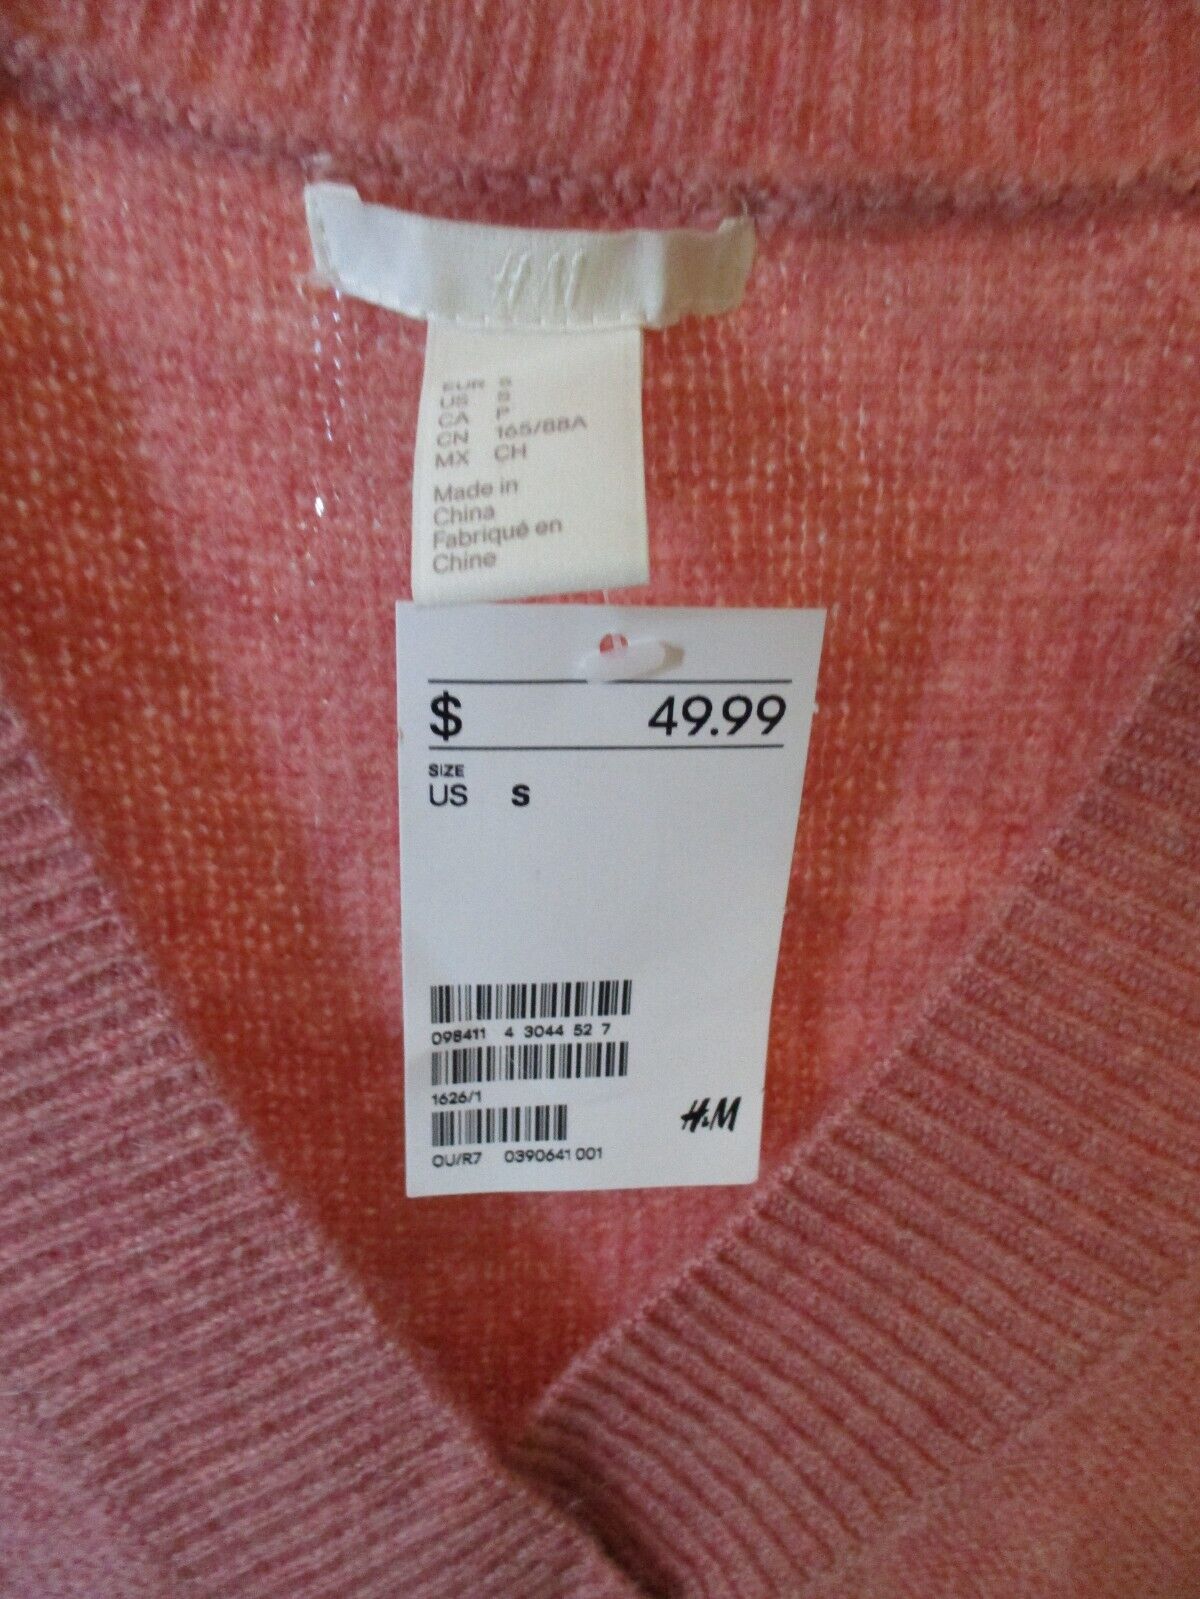 H M
EUR S
US S
CA P
CN 165/88A
MX CH
Made in
China
Fabriqué en
Chine
$ 49.99
SIZE
US S
098411 4 3044 52 7
1626/1
H&M
OU/R7 0390641 001